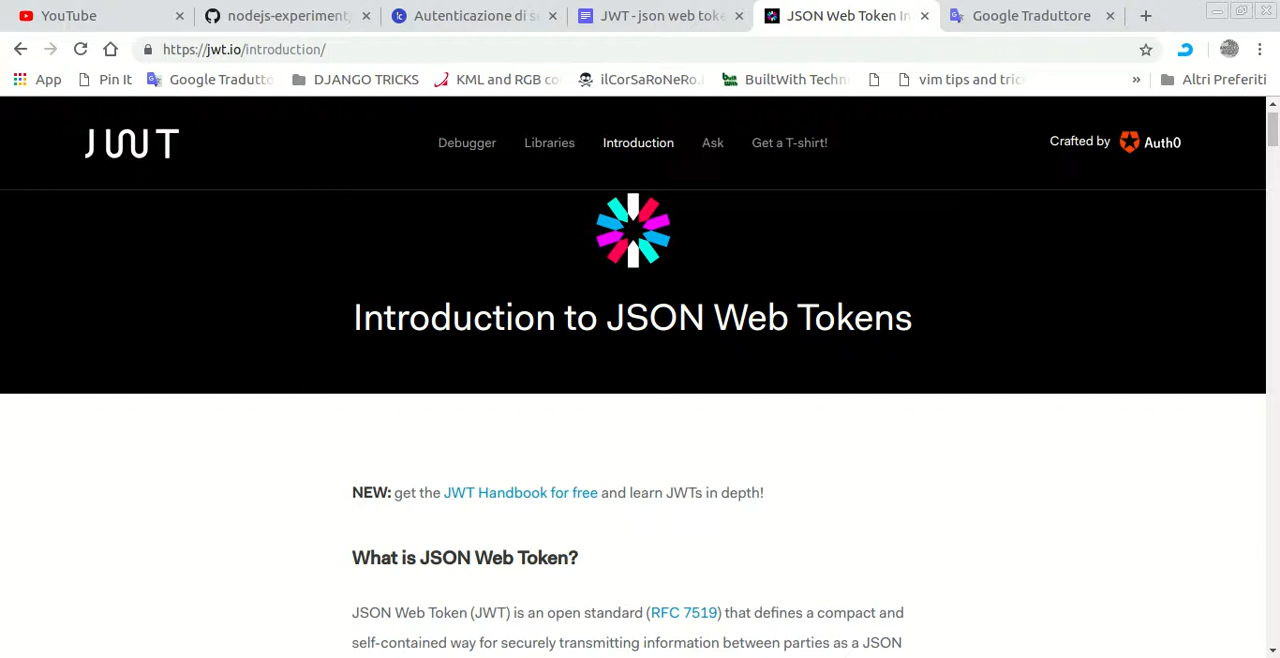 YouTube
nodejs-experiment
Autenticazione di s
JWT - json web toke
JSON Web Token In
Google Traduttore
https://jwt.io/introduction/
App
Pin It
Google Tradutto
DJANGO TRICKS
KML and RGB co
ilCorSaRoNeRo.
BuiltWith Techn
vim tips and tric
»
Altri Preferiti
JWT
Debugger
Libraries
Introduction
Ask
Get a T-shirt!
Crafted by
Auth0
Introduction to JSON Web Tokens
NEW: get the JWT Handbook for free and learn JWTs in depth!
What is JSON Web Token?
JSON Web Token (JWT) is an open standard (RFC 7519) that defines a compact and
self-contained way for securely transmitting information between parties as a JSON